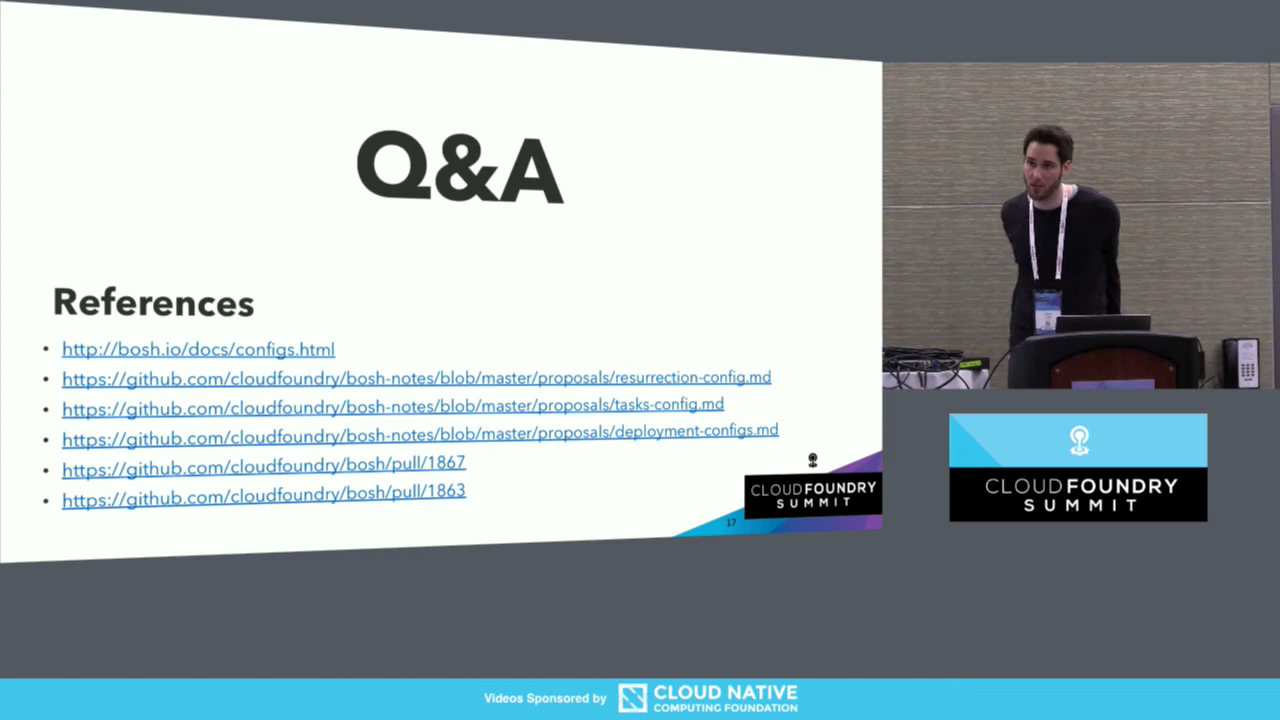 Q&A
References
• http://bosh.io/docs/configs.html
• https://github.com/cloudfoundry/bosh-notes/blob/master/proposals/resurrection-config.md
• https://github.com/cloudfoundry/bosh-notes/blob/master/proposals/tasks-config.md
• https://github.com/cloudfoundry/bosh-notes/blob/master/proposals/deployment-configs.md
• https://github.com/cloudfoundry/bosh/pull/1867
• https://github.com/cloudfoundry/bosh/pull/1863
CLOUDFOUNDRY
SUMMIT
17
CLOUDFOUNDRY
SUMMIT
Videos Sponsored by
CLOUD NATIVE
COMPUTING FOUNDATION